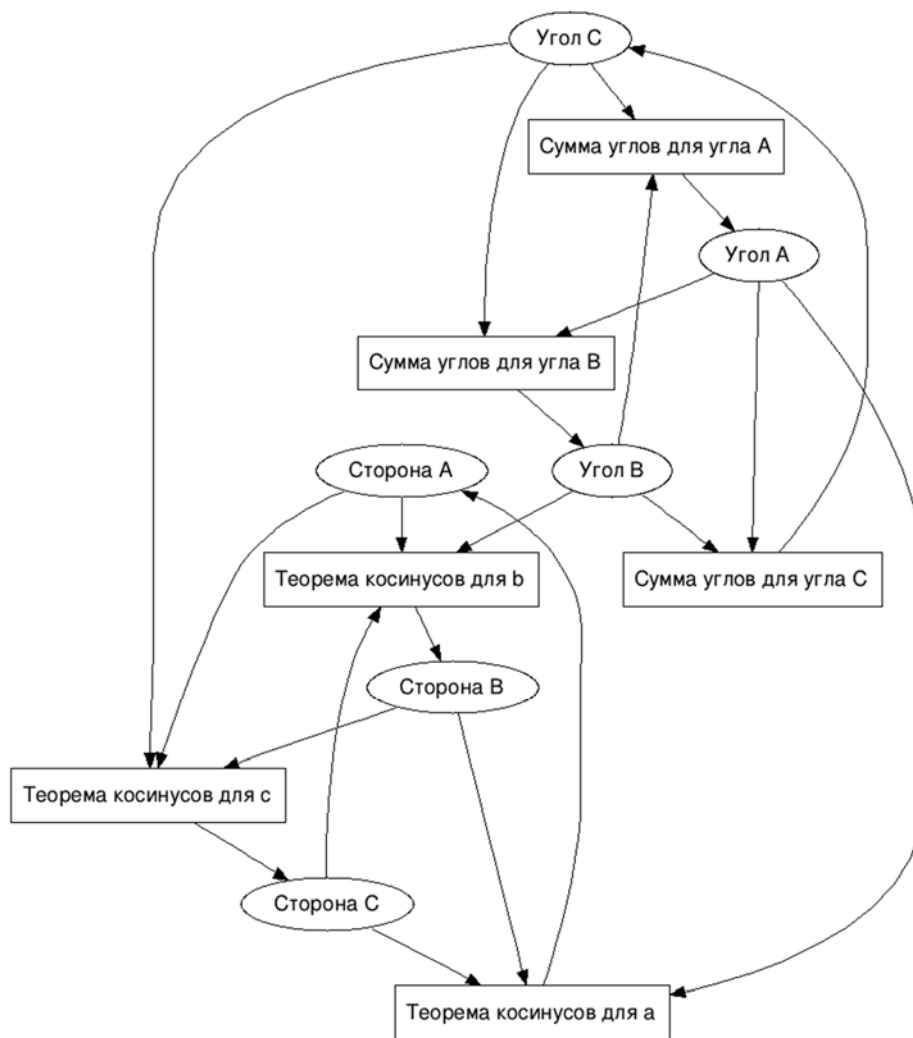 Угол C
Сумма углов для угла A
Угол A
Сумма углов для угла B
Сторона A
Угол B
Теорема косинусов для b
Сумма углов для угла C
Сторона B
Теорема косинусов для c
Сторона C
Теорема косинусов для a